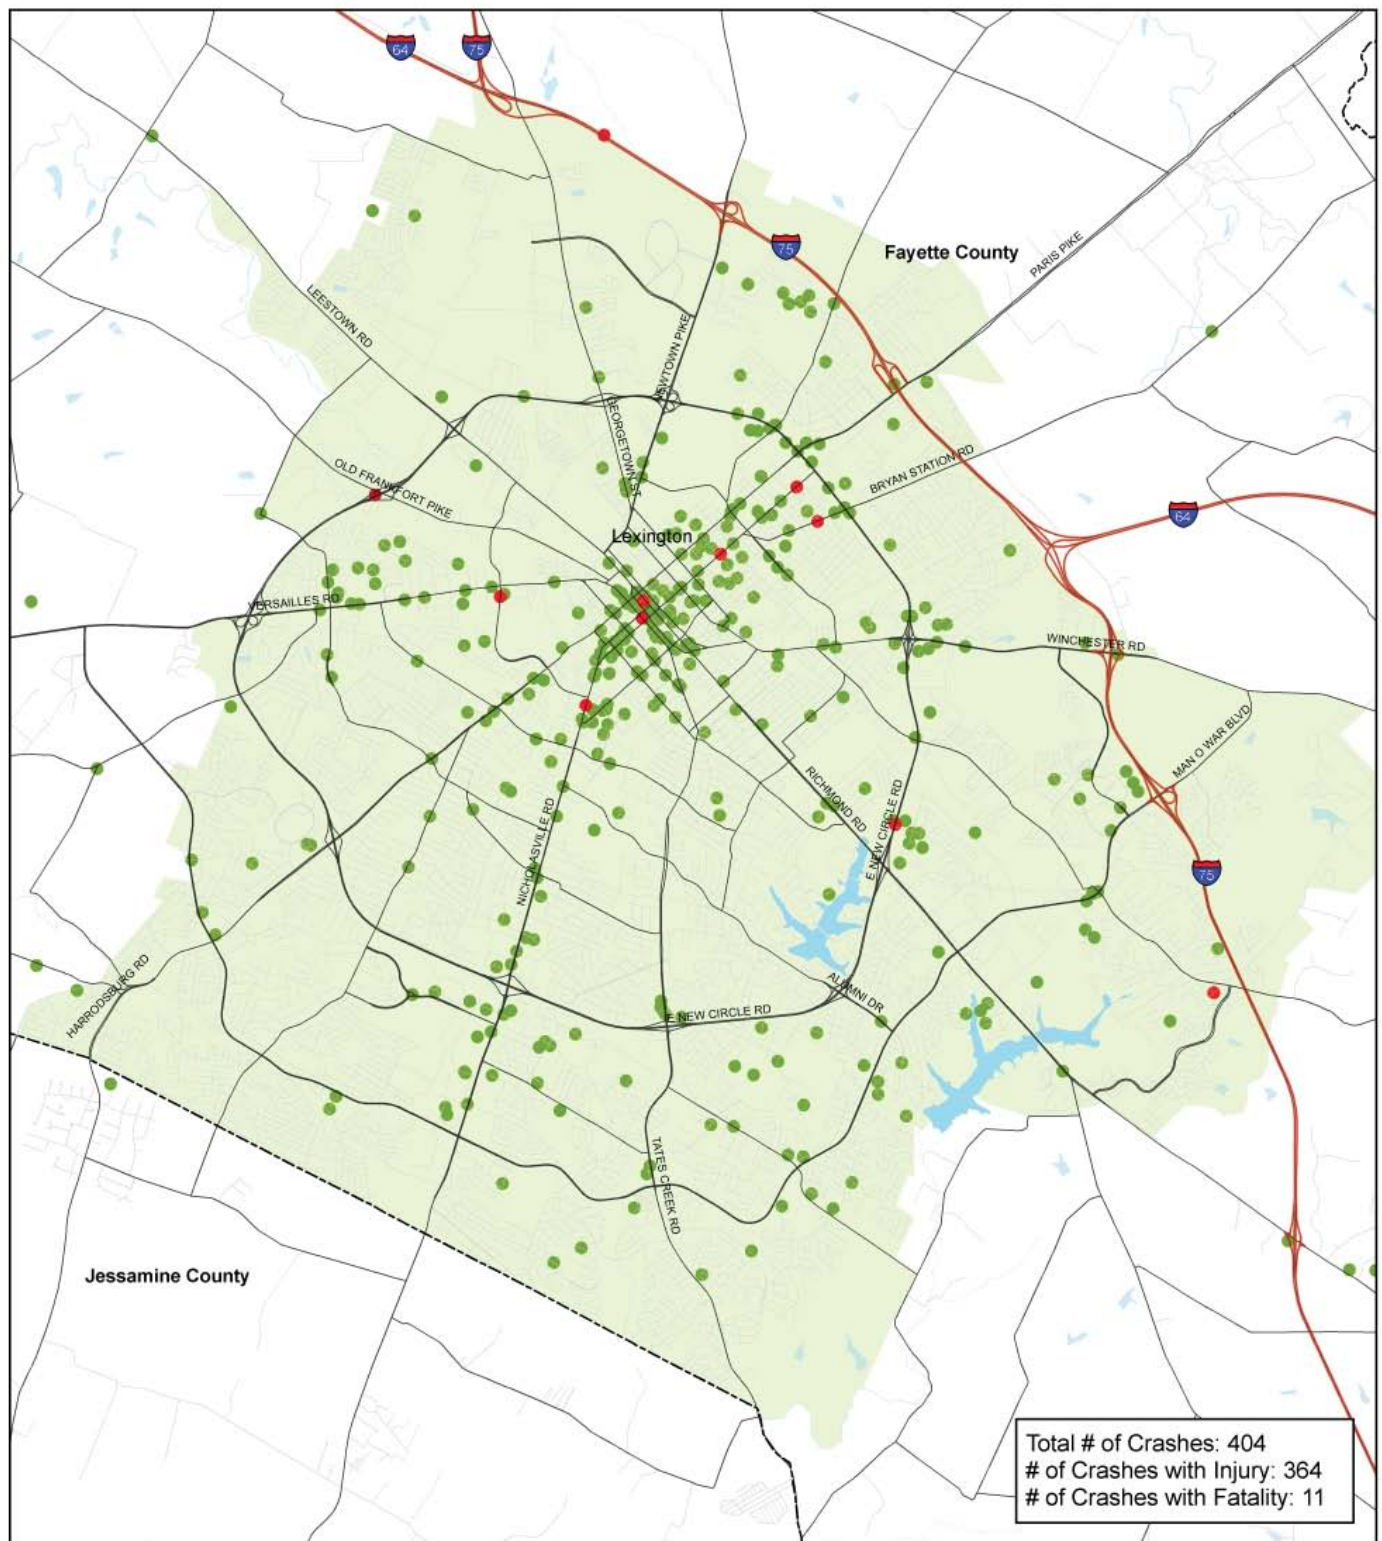 64
75
75
Fayette County
PARIS PIKE
LEESTOWN RD
NEWTOWN PIKE
GEORGETOWN ST
OLD FRANKFORT PIKE
BRYAN STATION RD
64
Lexington
VERSAILLES RD
WINCHESTER RD
MAN O WAR BLVD
RICHMOND RD
E NEW CIRCLE RD
NICHOLASVILLE RD
75
HARRODSBURG RD
ALUMNI DR
E NEW CIRCLE RD
TATES CREEK RD
Jessamine County
Total # of Crashes: 404
# of Crashes with Injury: 364
# of Crashes with Fatality: 11